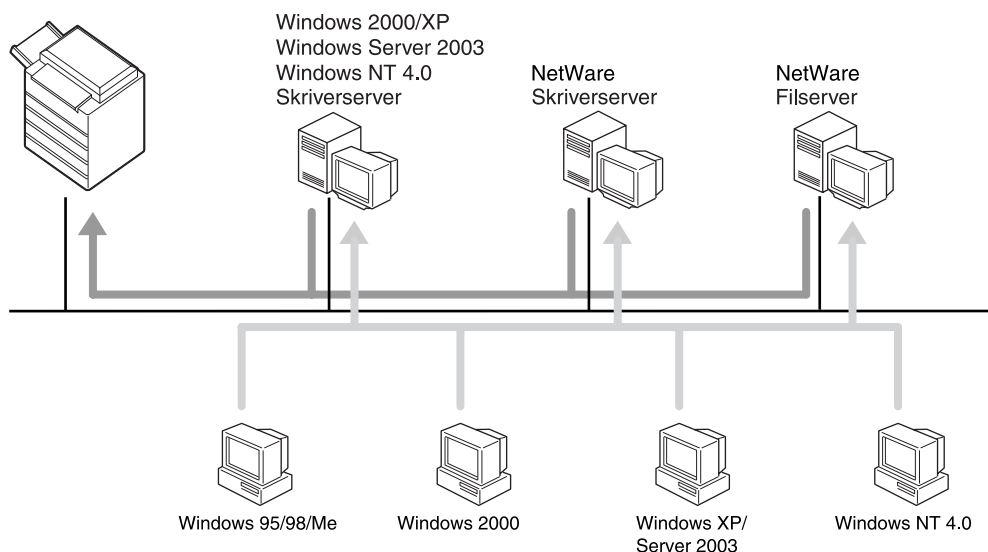 Windows 2000/XP
Windows Server 2003
Windows NT 4.0
Skriverserver
NetWare
Skriverserver
NetWare
Filserver
Windows 95/98/Me
Windows 2000
Windows XP/
Server 2003
Windows NT 4.0